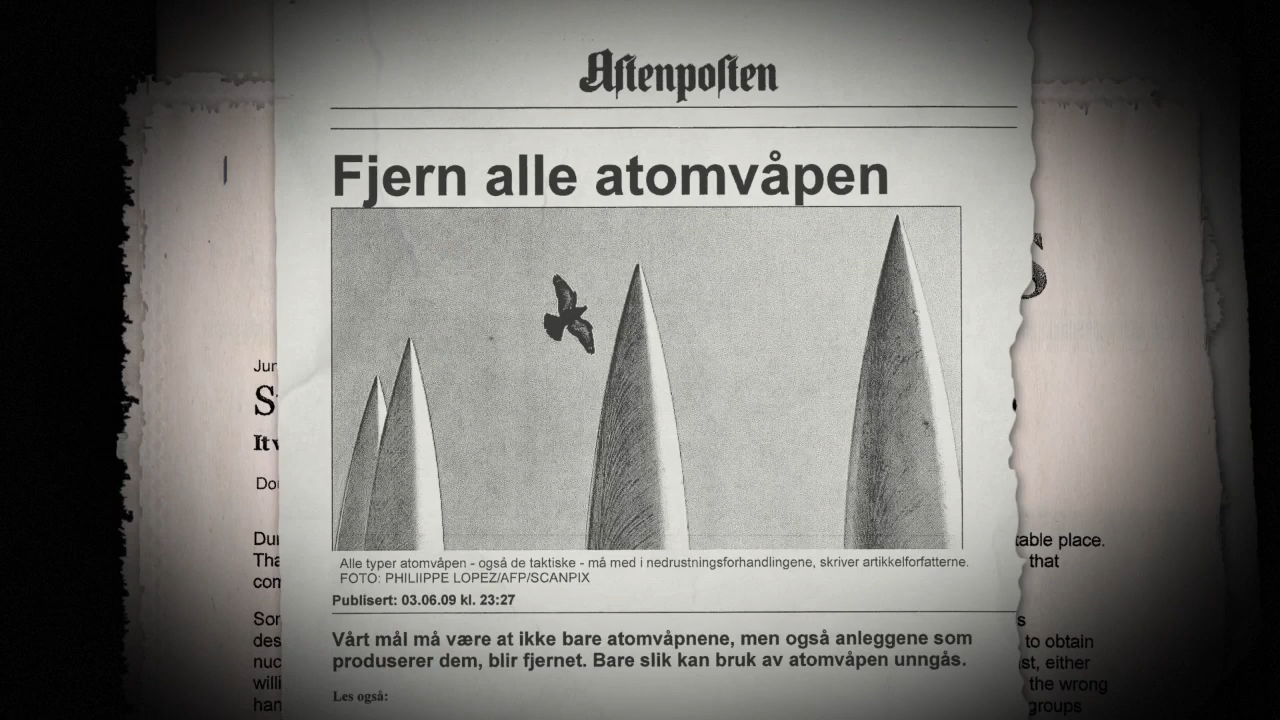 Aftenposten
Fjern alle atomvåpen
Alle typer atomvåpen - også de taktiske - må med i nedrustningsforhandlingene, skriver artikkelforfatterne.
FOTO: PHILIIPPE LOPEZ/AFP/SCANPIX
Publisert: 03.06.09 kl. 23:27
Vårt mål må være at ikke bare atomvåpnene, men også anleggene som
produserer dem, blir fjernet. Bare slik kan bruk av atomvåpen unngås.
Les også:
It
place.
that
to obtain
either
the wrong
groups